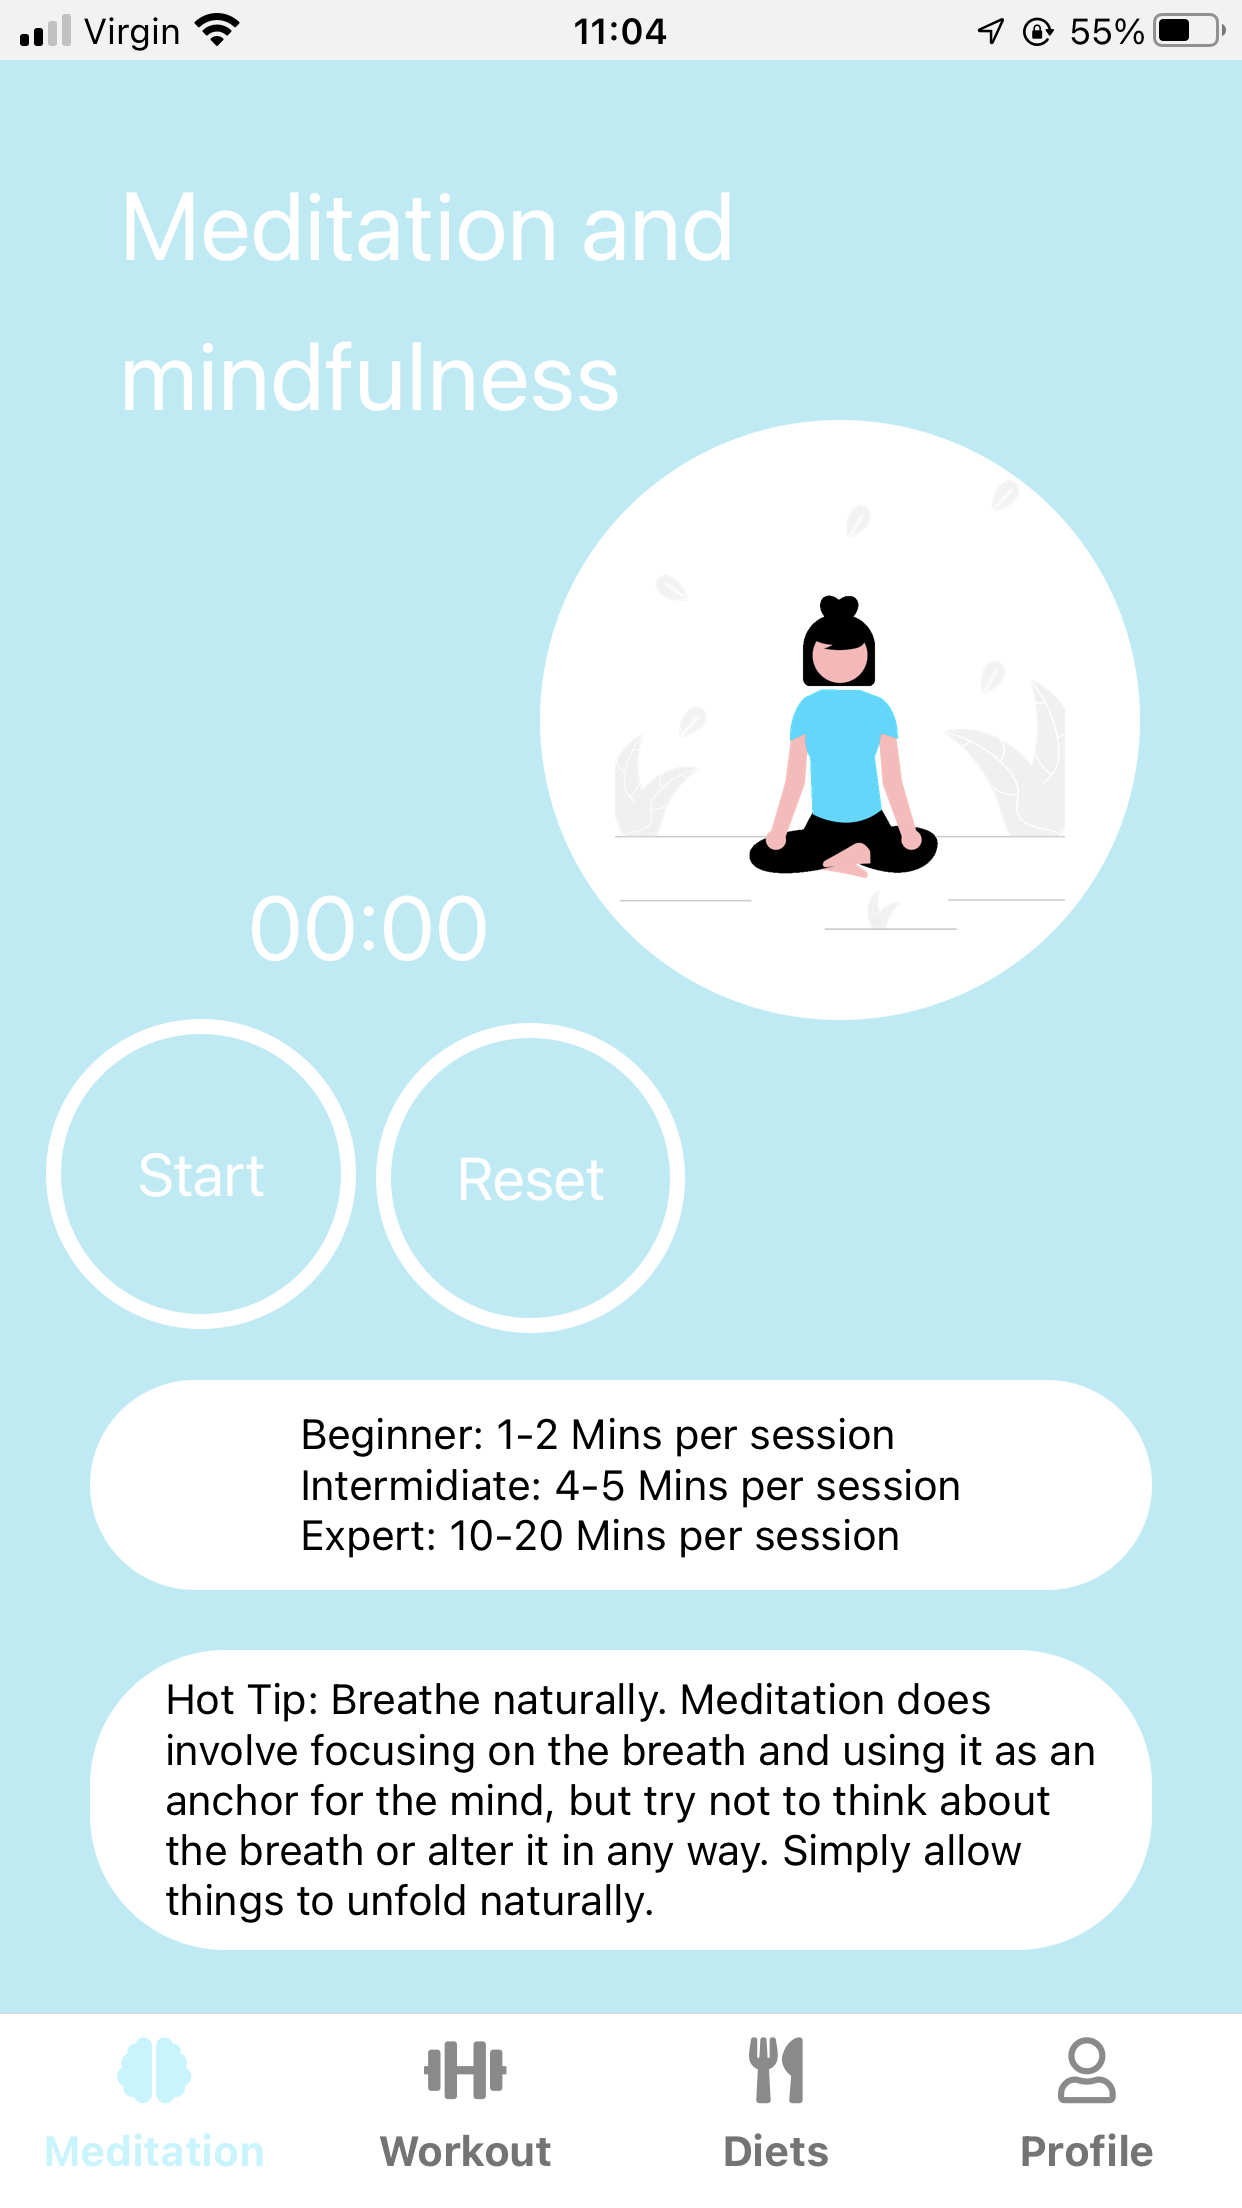 Virgin 11:04 55%
Meditation and
mindfulness
00:00
Start Reset
Beginner: 1-2 Mins per session
Intermidiate: 4-5 Mins per session
Expert: 10-20 Mins per session
Hot Tip: Breathe naturally. Meditation does
involve focusing on the breath and using it as an
anchor for the mind, but try not to think about
the breath or alter it in any way. Simply allow
things to unfold naturally.
Meditation Workout Diets Profile